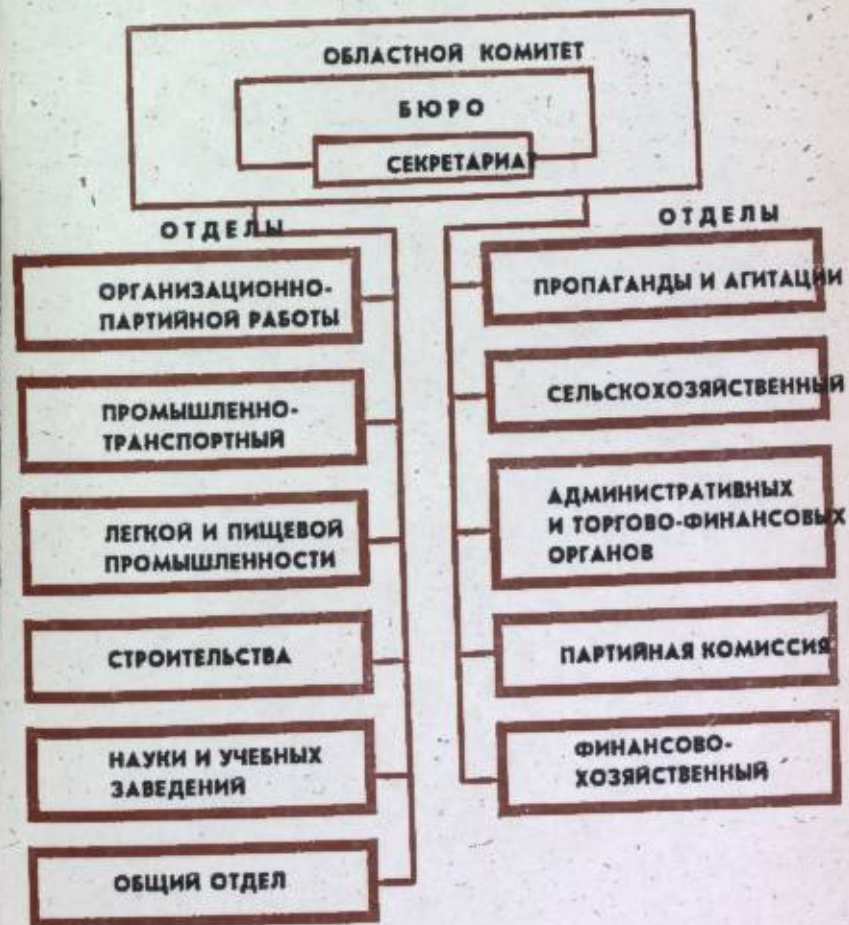 ОБЛАСТНОЙ КОМИТЕТ
БЮРО
СЕКРЕТАРИАТ
ОТДЕЛЫ
ОРГАНИЗАЦИОННО-
ПАРТИЙНОЙ РАБОТЫ
ПРОМЫШЛЕННО-
ТРАНСПОРТНЫЙ
ЛЕГКОЙ И ПИЩЕВОЙ
ПРОМЫШЛЕННОСТИ
СТРОИТЕЛЬСТВА
НАУКИ И УЧЕБНЫХ
ЗАВЕДЕНИЙ
ОБЩИЙ ОТДЕЛ
ОТДЕЛЫ
ПРОПАГАНДЫ И АГИТАЦИИ
СЕЛЬСКОХОЗЯЙСТВЕННЫЙ
АДМИНИСТРАТИВНЫХ
И ТОРГОВО-ФИНАНСОВЫХ
ОРГАНОВ
ПАРТИЙНАЯ КОМИССИЯ
ФИНАНСОВО-
ХОЗЯЙСТВЕННЫЙ